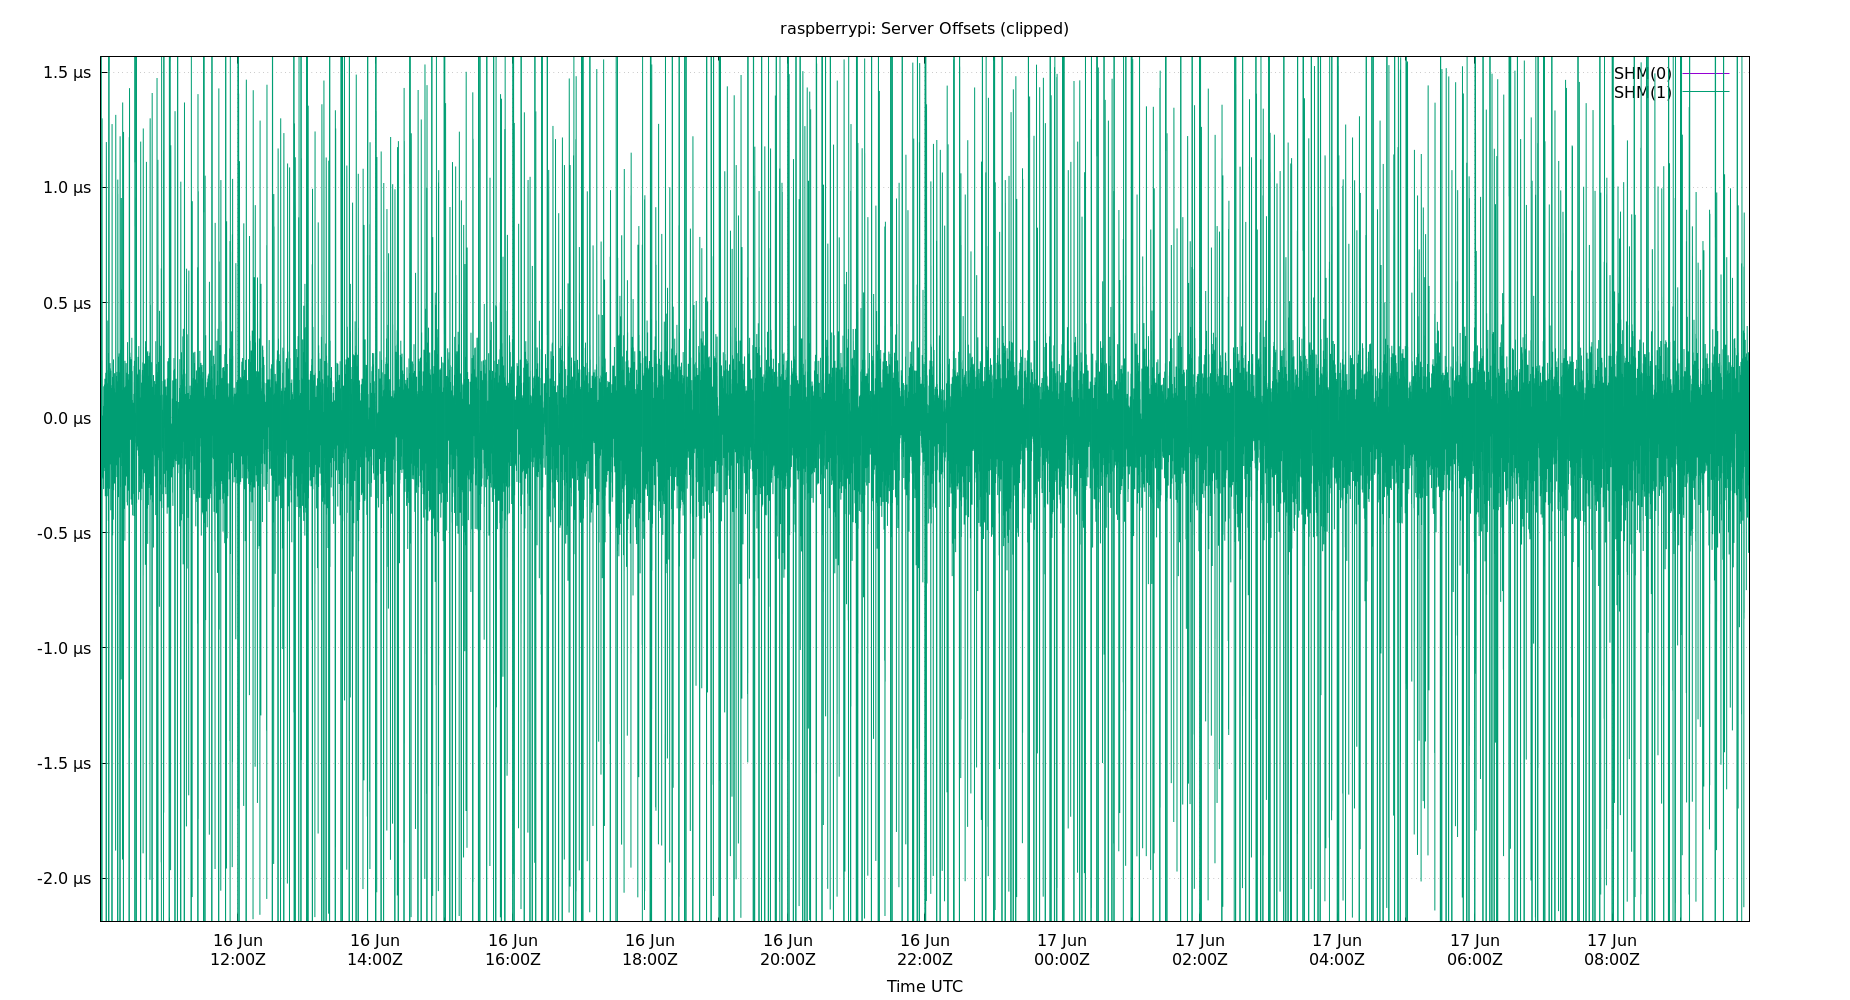 raspberrypi: Server Offsets (clipped)
SHM(0)
SHM(1)
1.5 µs
1.0 µs
0.5 µs
0.0 µs
-0.5 µs
-1.0 µs
-1.5 µs
-2.0 µs
16 Jun 16 Jun 16 Jun 16 Jun 16 Jun 16 Jun 17 Jun 17 Jun 17 Jun 17 Jun 17 Jun
12:00Z 14:00Z 16:00Z 18:00Z 20:00Z 22:00Z 00:00Z 02:00Z 04:00Z 06:00Z 08:00Z
Time UTC